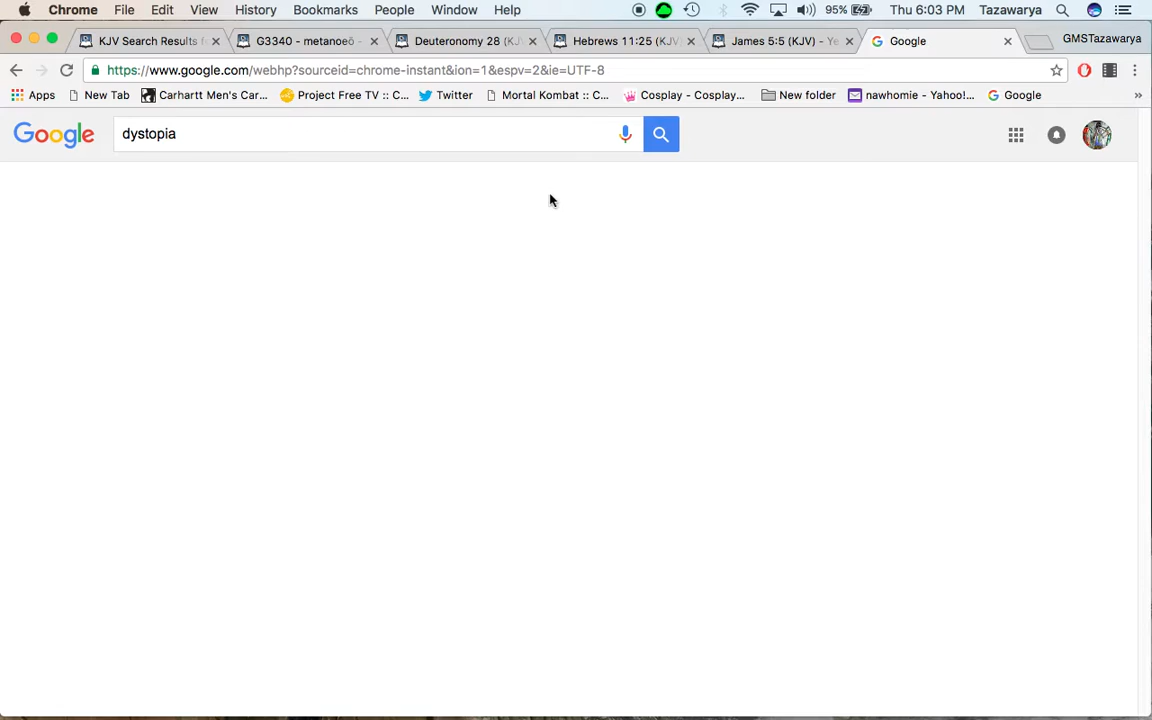 Chrome File Edit View History Bookmarks People Window Help 95% Thu 6:03 PM Tazawarya
KJV Search Results f G3340 - metanoeō - Deuteronomy 28 (KJ Hebrews 11:25 (KJV) James 5:5 (KJV) - Ye Google GMSTazawarya
https://www.google.com/webhp?sourceid=chrome-instant&ion=1&espv=2&ie=UTF-8
Apps New Tab Carhartt Men's Car... Project Free TV :: C... Twitter Mortal Kombat :: C... Cosplay - Cosplay... New folder nawhomie - Yahoo!... Google »
Google dystopia